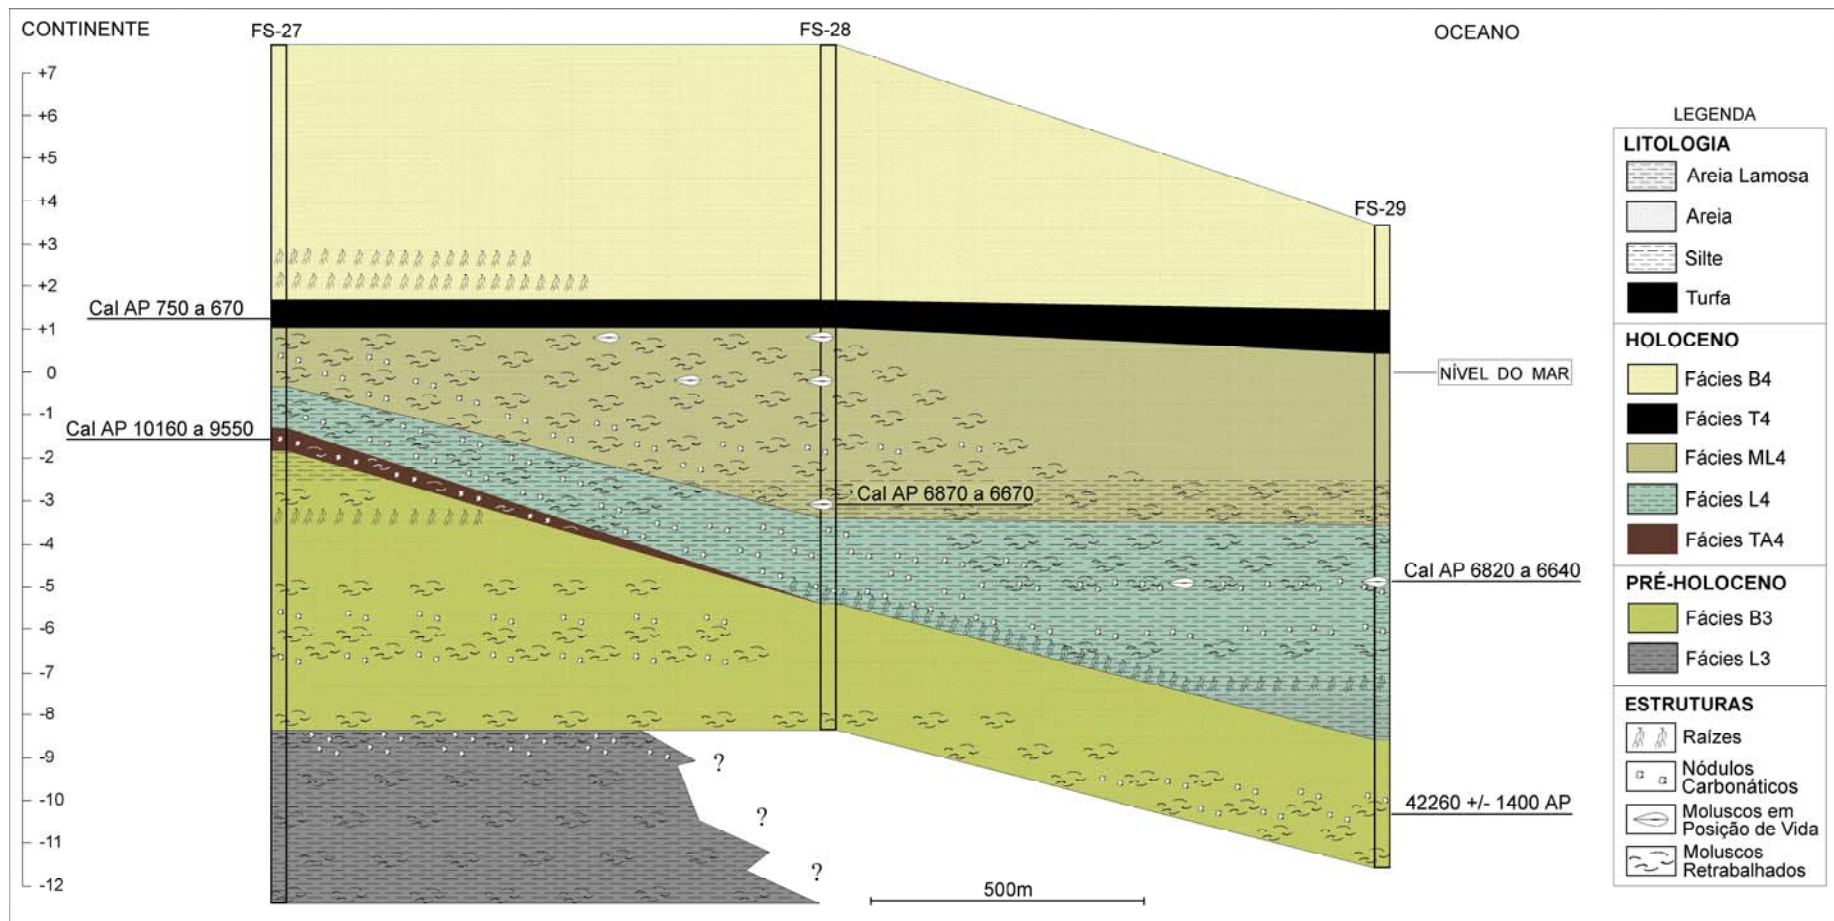 CONTINENTE
FS-27
FS-28
OCEANO
FS-29
+7
+6
+5
+4
+3
+2
+1
0
-1
-2
-3
-4
-5
-6
-7
-8
-9
-10
-11
-12
Cal AP 750 a 670
Cal AP 10160 a 9550
Cal AP 6870 a 6670
NÍVEL DO MAR
Cal AP 6820 a 6640
42260 +/- 1400 AP
?
?
?
500m
LEGENDA
LITOLOGIA
Areia Lamosa
Areia
Silte
Turfa
HOLOCENO
Fácies B4
Fácies T4
Fácies ML4
Fácies L4
Fácies TA4
PRÉ-HOLOCENO
Fácies B3
Fácies L3
ESTRUTURAS
Raízes
Nódulos
Carbonáticos
Moluscos em
Posição de Vida
Moluscos
Retrabalhados